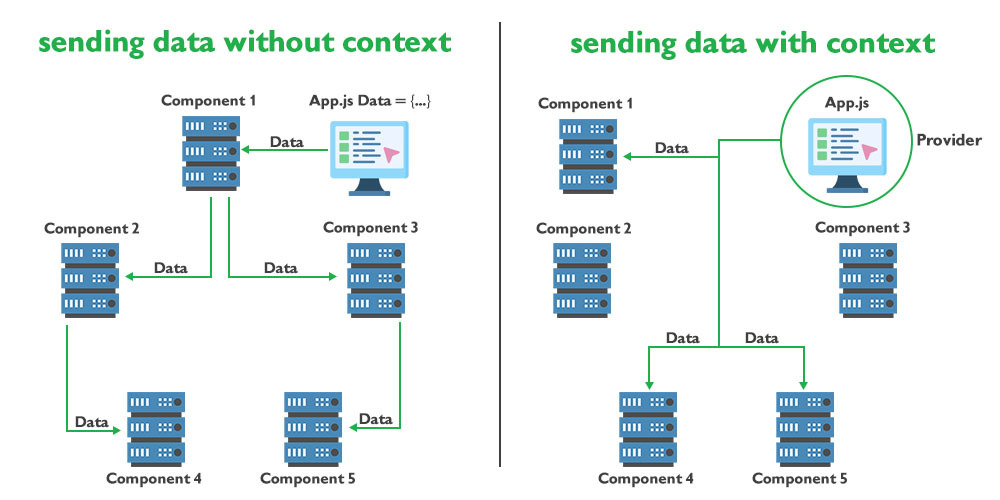 sending data without context
Component 1
App.js Data = {...}
Data
Component 2
Component 3
Data
Data
Data
Data
Component 4
Component 5
sending data with context
Component 1
App.js
Provider
Data
Component 2
Component 3
Data
Data
Component 4
Component 5